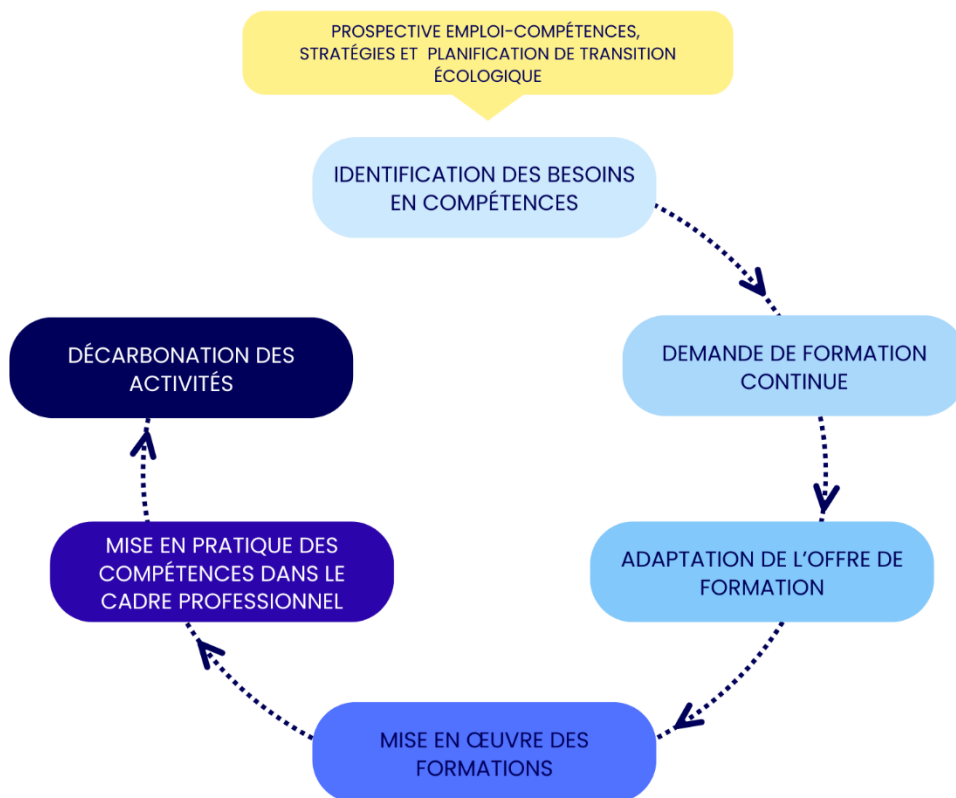 PROSPECTIVE EMPLOI-COMPÉTENCES,
STRATÉGIES ET PLANIFICATION DE TRANSITION
ÉCOLOGIQUE
IDENTIFICATION DES BESOINS
EN COMPÉTENCES
DEMANDE DE FORMATION
CONTINUE
ADAPTATION DE L’OFFRE DE
FORMATION
MISE EN ŒUVRE DES
FORMATIONS
MISE EN PRATIQUE DES
COMPÉTENCES DANS LE
CADRE PROFESSIONNEL
DÉCARBONATION DES
ACTIVITÉS